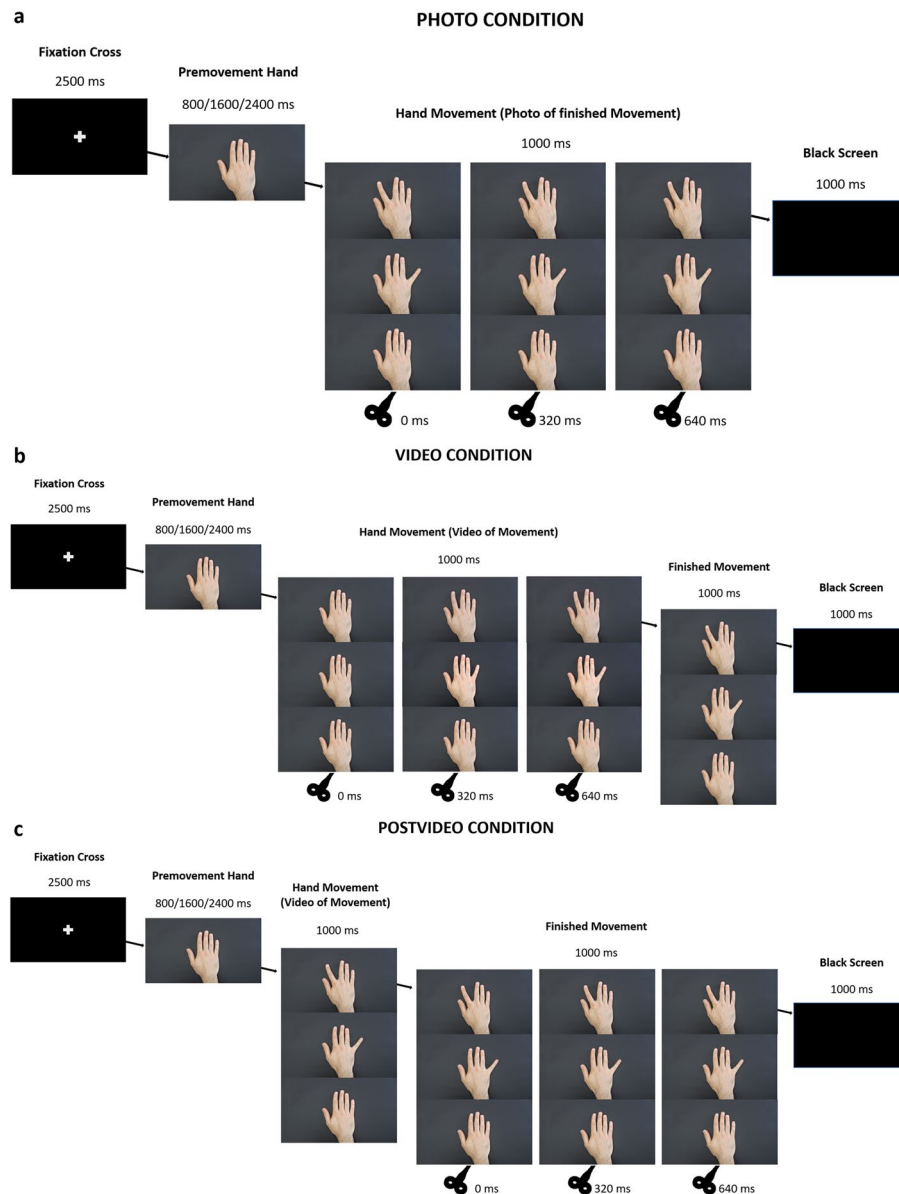 a
PHOTO CONDITION
Fixation Cross
2500 ms
Premovement Hand
800/1600/2400 ms
Hand Movement (Photo of finished Movement)
1000 ms
Black Screen
1000 ms
0 ms
320 ms
640 ms
b
VIDEO CONDITION
Fixation Cross
2500 ms
Premovement Hand
800/1600/2400 ms
Hand Movement (Video of Movement)
1000 ms
Finished Movement
1000 ms
Black Screen
1000 ms
0 ms
320 ms
640 ms
c
POSTVIDEO CONDITION
Fixation Cross
2500 ms
Premovement Hand
800/1600/2400 ms
Hand Movement
(Video of Movement)
1000 ms
Finished Movement
1000 ms
Black Screen
1000 ms
0 ms
320 ms
640 ms